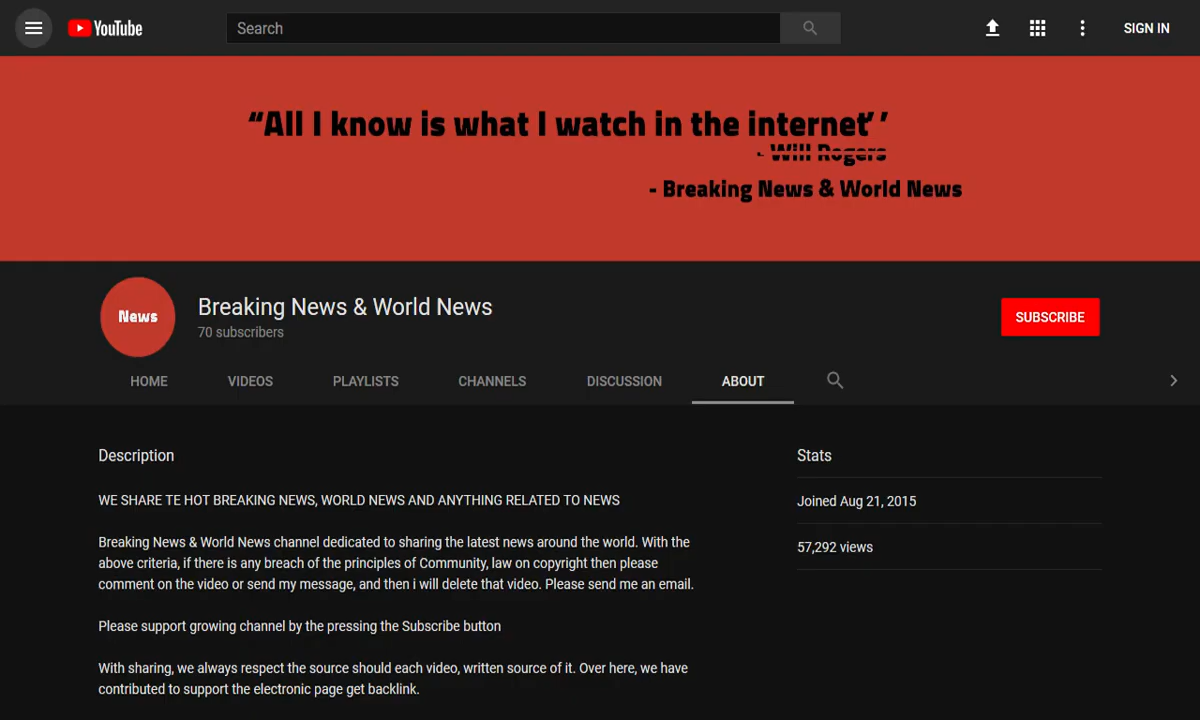 YouTube
Search
SIGN IN
“All I know is what I watch in the internet’’
- Will Rogers
- Breaking News & World News
News
Breaking News & World News
70 subscribers
SUBSCRIBE
HOME VIDEOS PLAYLISTS CHANNELS DISCUSSION ABOUT
Description
WE SHARE TE HOT BREAKING NEWS, WORLD NEWS AND ANYTHING RELATED TO NEWS
Breaking News & World News channel dedicated to sharing the latest news around the world. With the
above criteria, if there is any breach of the principles of Community, law on copyright then please
comment on the video or send my message, and then i will delete that video. Please send me an email.
Please support growing channel by the pressing the Subscribe button
With sharing, we always respect the source should each video, written source of it. Over here, we have
contributed to support the electronic page get backlink.
Stats
Joined Aug 21, 2015
57,292 views